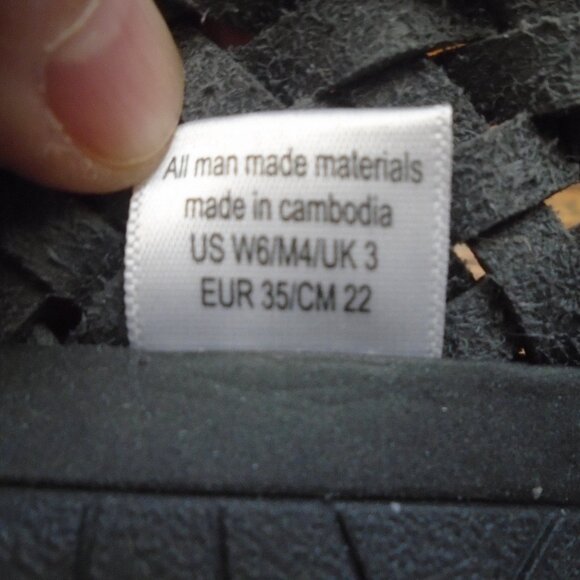 All man made materials
made in cambodia
US W6/M4/UK 3
EUR 35/CM 22